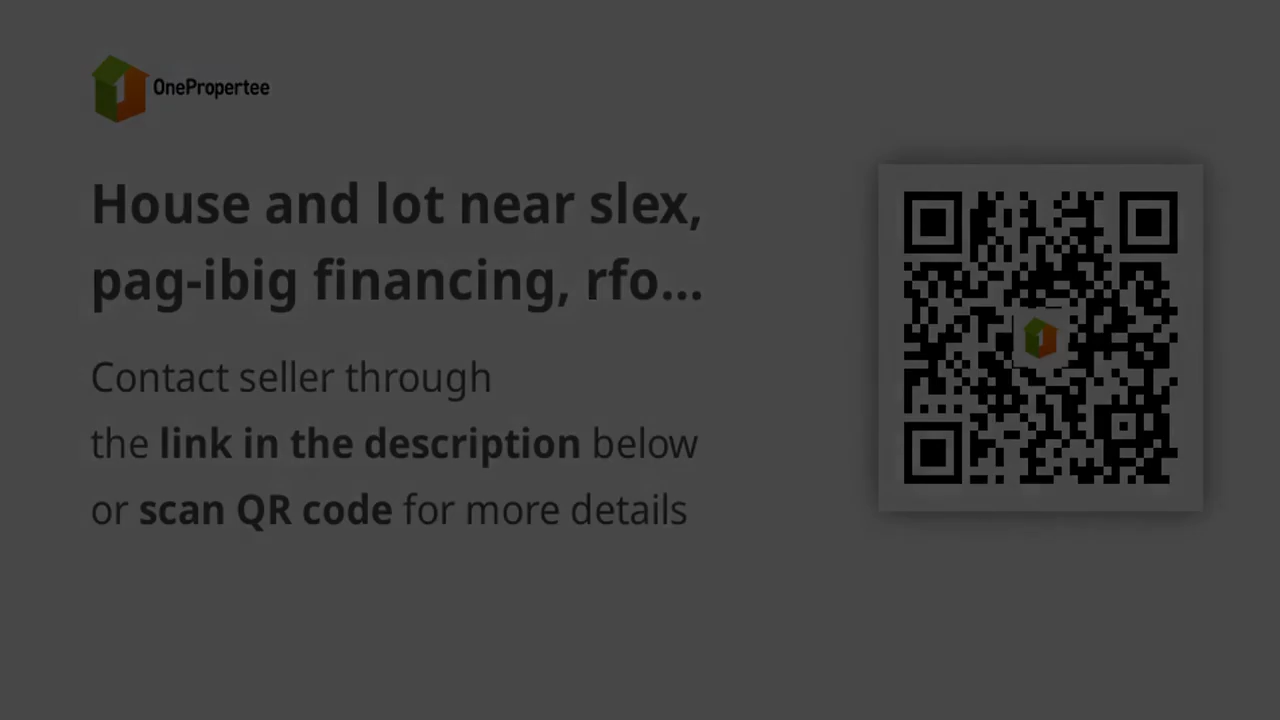 OnePropertee
House and lot near slex,
pag-ibig financing, rfo...
Contact seller through
the link in the description below
or scan QR code for more details